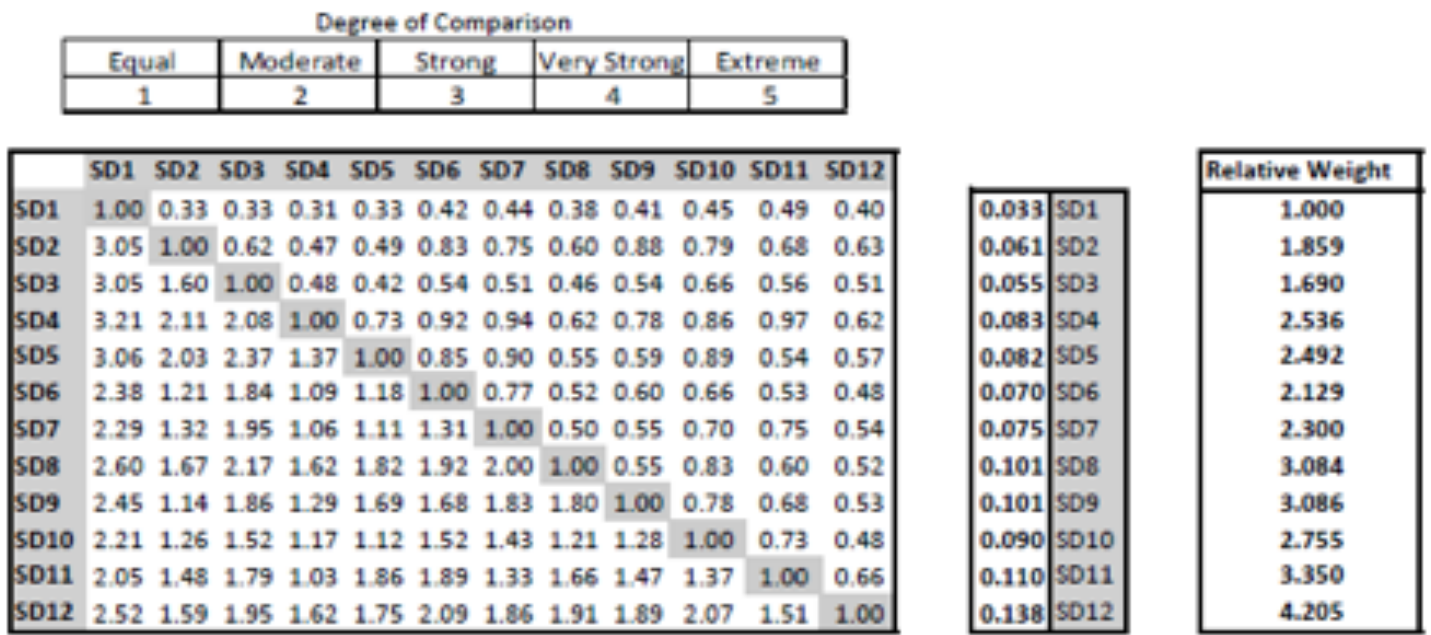 Degree of Comparison
Equal Moderate Strong Very Strong Extreme
1 2 3 4 5
SD1 SD2 SD3 SD4 SD5 SD6 SD7 SD8 SD9 SD10 SD11 SD12 Relative Weight
SD1 1.00 0.33 0.33 0.31 0.33 0.42 0.44 0.38 0.41 0.45 0.49 0.40 0.033 SD1 1.000
SD2 3.05 1.00 0.62 0.47 0.49 0.83 0.75 0.60 0.88 0.79 0.68 0.63 0.061 SD2 1.859
SD3 3.05 1.60 1.00 0.48 0.42 0.54 0.51 0.46 0.54 0.66 0.56 0.51 0.055 SD3 1.690
SD4 3.21 2.11 2.08 1.00 0.73 0.92 0.94 0.62 0.78 0.86 0.97 0.62 0.083 SD4 2.536
SD5 3.06 2.03 2.37 1.37 1.00 0.85 0.90 0.55 0.59 0.89 0.54 0.57 0.082 SD5 2.492
SD6 2.38 1.21 1.84 1.09 1.18 1.00 0.77 0.52 0.60 0.66 0.53 0.48 0.070 SD6 2.129
SD7 2.29 1.32 1.95 1.06 1.11 1.31 1.00 0.50 0.55 0.70 0.75 0.54 0.075 SD7 2.300
SD8 2.60 1.67 2.17 1.62 1.82 1.92 2.00 1.00 0.55 0.83 0.60 0.52 0.101 SD8 3.084
SD9 2.45 1.14 1.86 1.29 1.69 1.68 1.83 1.80 1.00 0.78 0.68 0.53 0.101 SD9 3.086
SD10 2.21 1.26 1.52 1.17 1.12 1.52 1.43 1.21 1.28 1.00 0.73 0.48 0.090 SD10 2.755
SD11 2.05 1.48 1.79 1.03 1.86 1.89 1.33 1.66 1.47 1.37 1.00 0.66 0.110 SD11 3.350
SD12 2.52 1.59 1.95 1.62 1.75 2.09 1.86 1.91 1.89 2.07 1.51 1.00 0.138 SD12 4.205